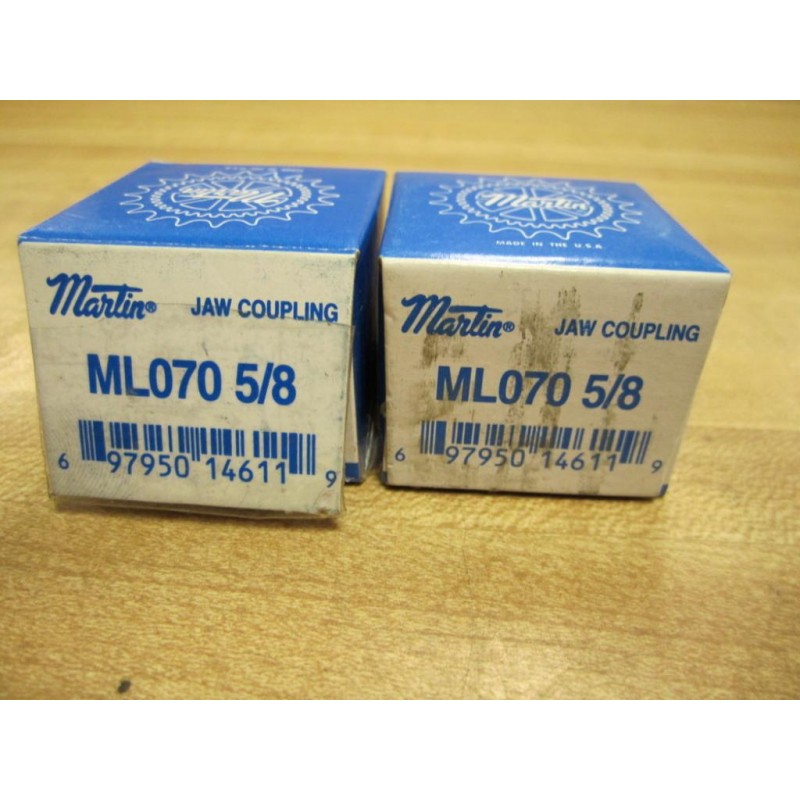 Martin
MADE IN THE U.S.A
Martin® JAW COUPLING
ML070 5/8
6 97950 14611 9
Martin® JAW COUPLING
ML070 5/8
6 97950 14611 9